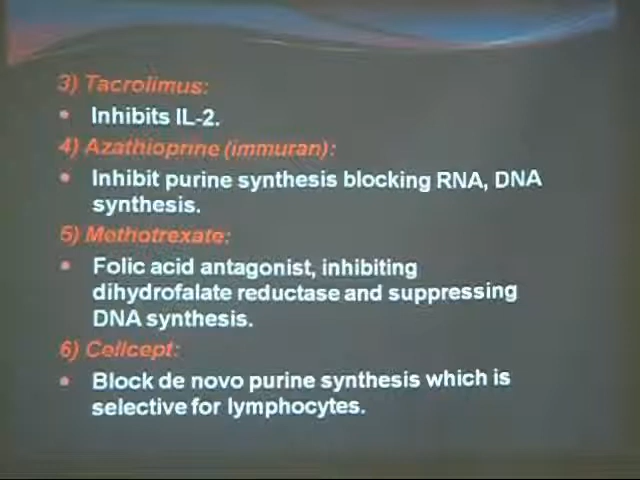 3) Tacrolimus:
• Inhibits IL-2.
4) Azathioprine (immuran):
• Inhibit purine synthesis blocking RNA, DNA
synthesis.
5) Methotrexate:
• Folic acid antagonist, inhibiting
dihydrofalate reductase and suppressing
DNA synthesis.
6) Cellcept:
• Block de novo purine synthesis which is
selective for lymphocytes.